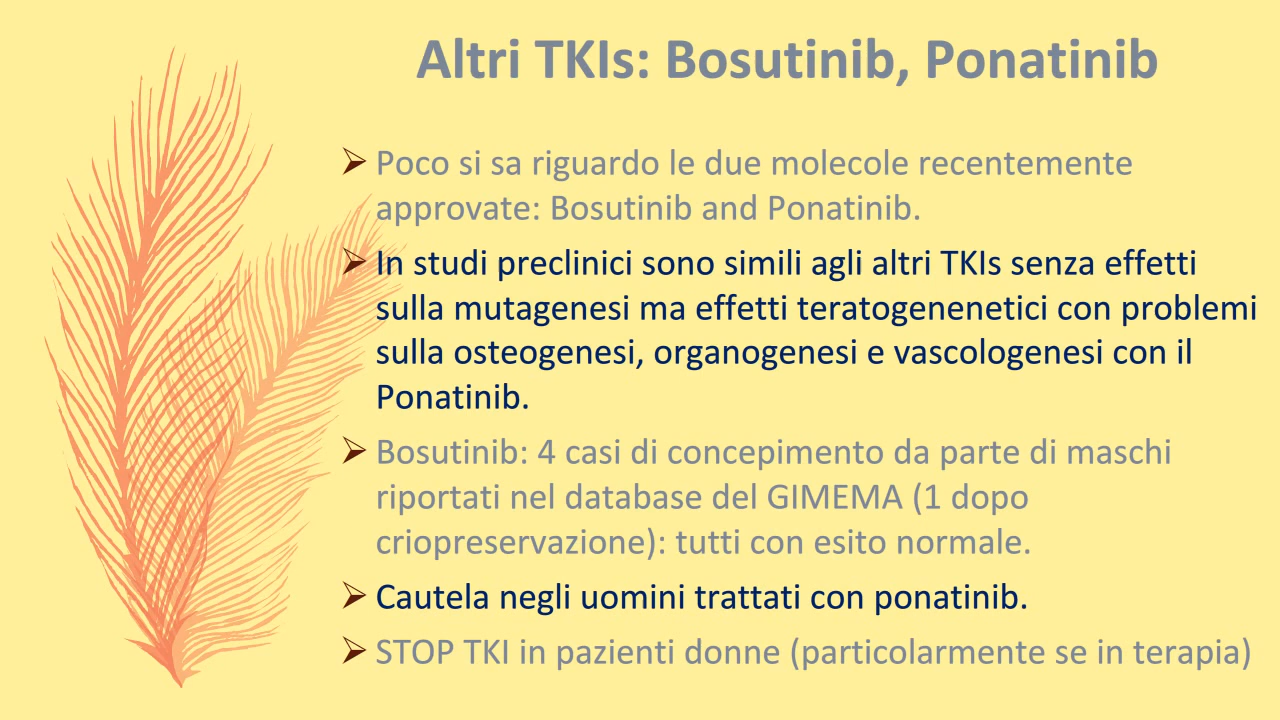 Altri TKIs: Bosutinib, Ponatinib
Poco si sa riguardo le due molecole recentemente
approvate: Bosutinib and Ponatinib.
In studi preclinici sono simili agli altri TKIs senza effetti
sulla mutagenesi ma effetti teratogenenetici con problemi
sulla osteogenesi, organogenesi e vascologenesi con il
Ponatinib.
Bosutinib: 4 casi di concepimento da parte di maschi
riportati nel database del GIMEMA (1 dopo
criopreservazione): tutti con esito normale.
Cautela negli uomini trattati con ponatinib.
STOP TKI in pazienti donne (particolarmente se in terapia)